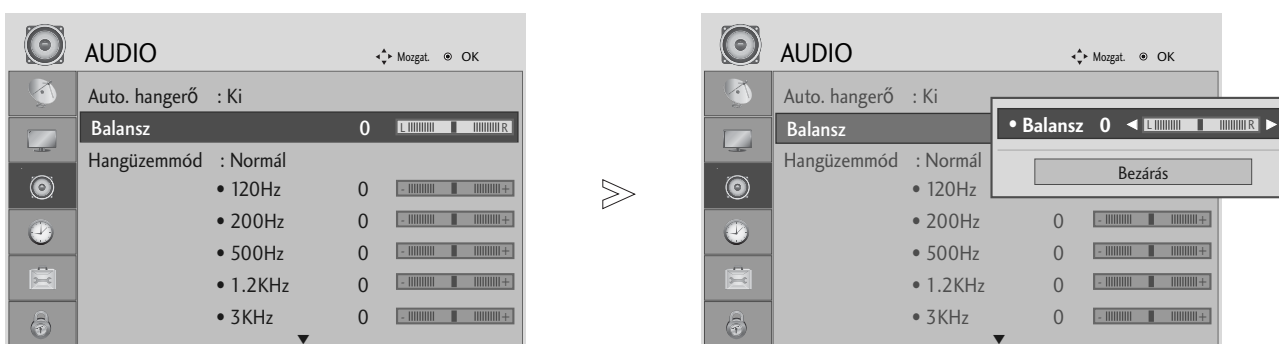 AUDIO
Mozgat. OK
Auto. hangerő : Ki
Balansz 0 L R
Hangüzemmód : Normál
• 120Hz 0 - +
• 200Hz 0 - +
• 500Hz 0 - +
• 1.2KHz 0 - +
• 3KHz 0 - +
AUDIO
Mozgat. OK
Auto. hangerő : Ki
Balansz
Hangüzemmód : Normál
• 120Hz
• 200Hz 0 - +
• 500Hz 0 - +
• 1.2KHz 0 - +
• 3KHz 0 - +
• Balansz 0 ◄ L R ►
Bezárás